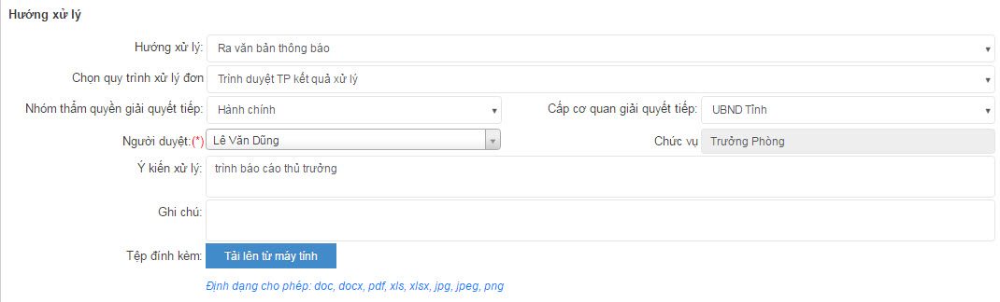 Hướng xử lý
Hướng xử lý: Ra văn bản thông báo
Chọn quy trình xử lý đơn Trình duyệt TP kết quả xử lý
Nhóm thẩm quyền giải quyết tiếp: Hành chính Cấp cơ quan giải quyết tiếp: UBND Tỉnh
Người duyệt:(*) Lê Văn Dũng Chức vụ Trưởng Phòng
Ý kiến xử lý: trình báo cáo thủ trưởng
Ghi chú:
Tệp đính kèm: Tải lên từ máy tính
Định dạng cho phép: doc, docx, pdf, xls, xlsx, jpg, jpeg, png